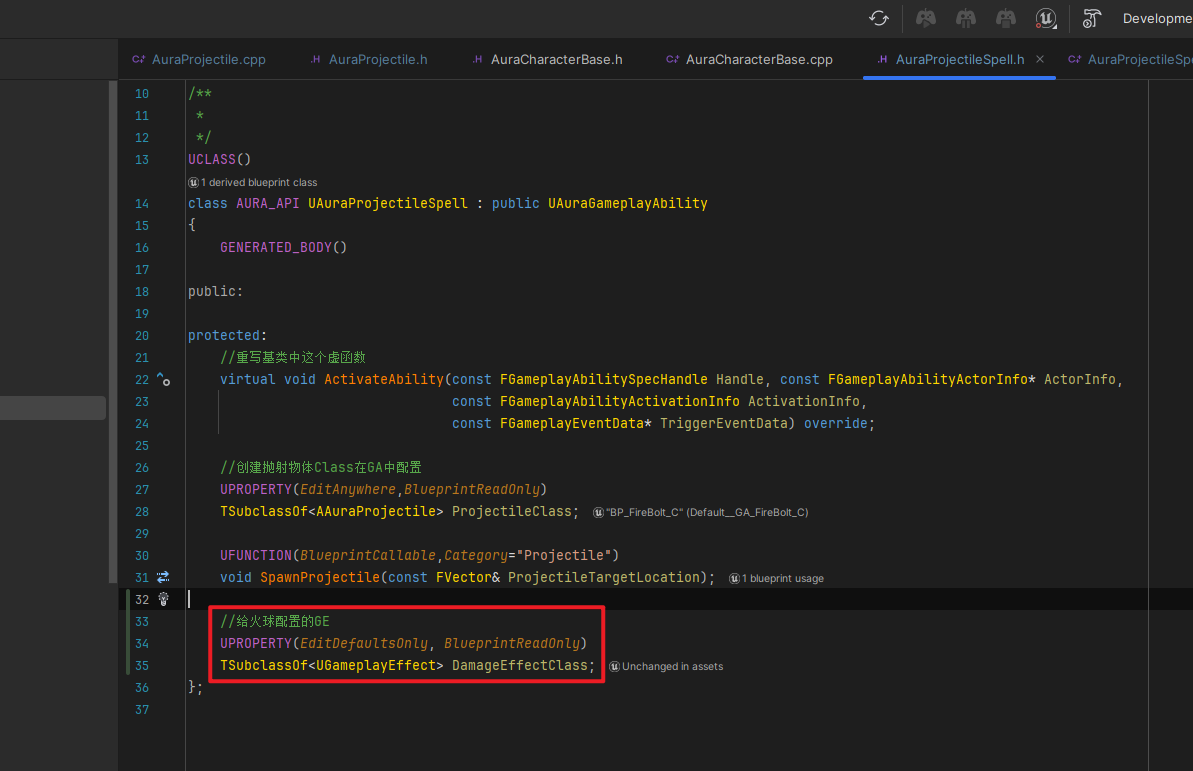 Developme
AuraProjectile.cpp
AuraProjectile.h
AuraCharacterBase.h
AuraCharacterBase.cpp
AuraProjectileSpell.h
AuraProjectileSpe
10 /**
11 *
12 */
13 UCLASS()
1 derived blueprint class
14 class AURA_API UAuraProjectileSpell : public UAuraGameplayAbility
15 {
16 GENERATED_BODY()
17
18 public:
19
20 protected:
21 //重写基类中这个虚函数
22 virtual void ActivateAbility(const FGameplayAbilitySpecHandle Handle, const FGameplayAbilityActorInfo* ActorInfo,
23 const FGameplayAbilityActivationInfo ActivationInfo,
24 const FGameplayEventData* TriggerEventData) override;
25
26 //创建抛射物体Class在GA中配置
27 UPROPERTY(EditAnywhere,BlueprintReadOnly)
28 TSubclassOf<AAuraProjectile> ProjectileClass; "BP_FireBolt_C" (Default__GA_FireBolt_C)
29
30 UFUNCTION(BlueprintCallable,Category="Projectile")
31 void SpawnProjectile(const FVector& ProjectileTargetLocation); 1 blueprint usage
32
33 //给火球配置的GE
34 UPROPERTY(EditDefaultsOnly, BlueprintReadOnly)
35 TSubclassOf<UGameplayEffect> DamageEffectClass; Unchanged in assets
36 };
37